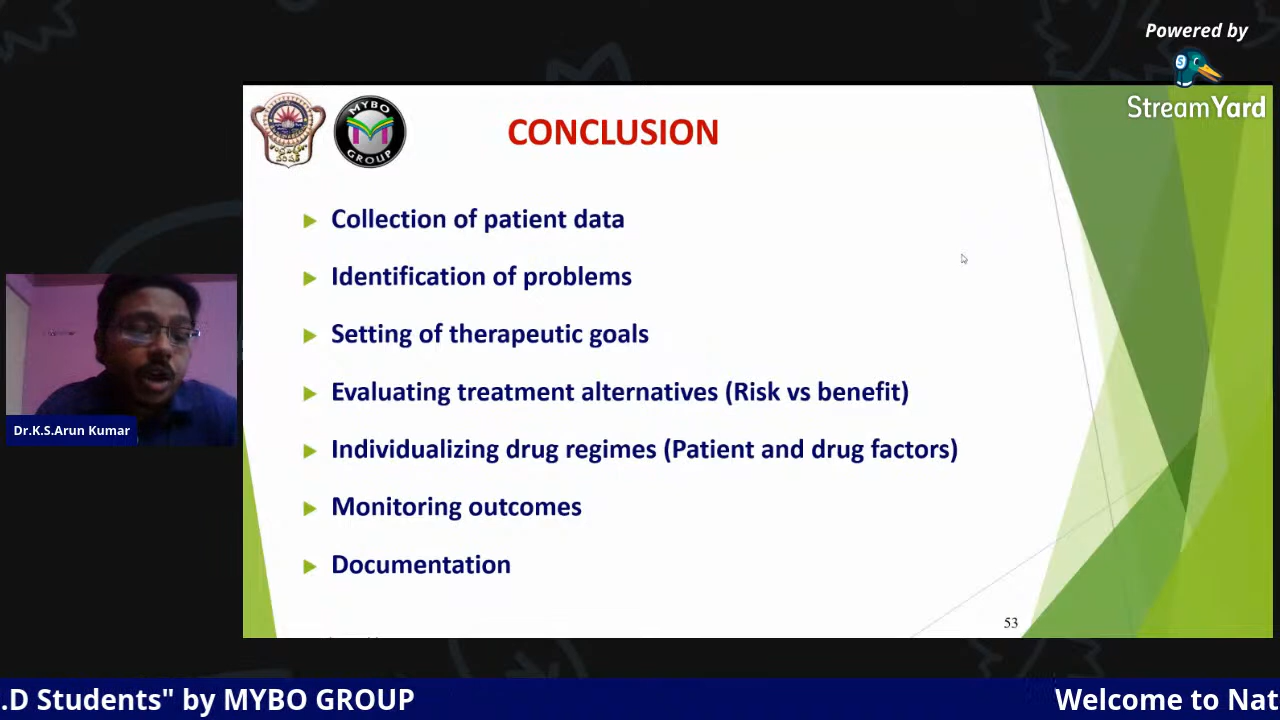 Powered by
StreamYard
MYBO
GROUP
CONCLUSION
Collection of patient data
Identification of problems
Setting of therapeutic goals
Evaluating treatment alternatives (Risk vs benefit)
Individualizing drug regimes (Patient and drug factors)
Monitoring outcomes
Documentation
53
Dr.K.S.Arun Kumar
.D Students" by MYBO GROUP
Welcome to Nat